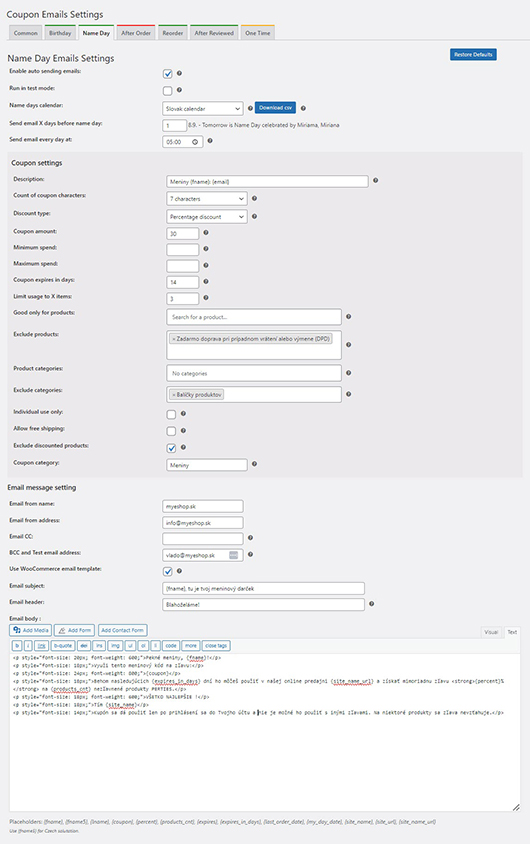 Coupon Emails Settings
Common Birthday Name Day After Order Reorder After Reviewed One Time
Name Day Emails Settings
Restore Defaults
Enable auto sending emails:
Run in test mode:
Name days calendar: Slovak calendar Download csv
Send email X days before name day: 1 8.9. - Tomorrow is Name Day celebrated by Miriama, Miriana
Send email every day at: 05:00
Coupon settings
Description: Meniny {fname}: {email}
Count of coupon characters: 7 characters
Discount type: Percentage discount
Coupon amount: 30
Minimum spend:
Maximum spend:
Coupon expires in days: 14
Limit usage to X items: 3
Good only for products: Search for a product...
Exclude products: × Zadarmo doprava pri prípadnom vrátení alebo výmene (DPD)
Product categories: No categories
Exclude categories: × Balíčky produktov
Individual use only:
Allow free shipping:
Exclude discounted products:
Coupon category: Meniny
Email message setting
Email from name: myeshop.sk
Email from address: info@myeshop.sk
Email CC:
BCC and Test email address: vlado@myeshop.sk
Use WooCommerce email template:
Email subject: {fname}, tu je tvoj meninový darček
Email header: Blahoželáme!
Email body :
Add Media Add Form Add Contact Form Visual Text
b i link b-quote del ins img ul ol li code more close tags
<p style="font-size: 20px; font-weight: 600;">Pekné meniny, {fname}!</p>
<p style="font-size: 18px;">Využi tento meninový kód na zľavu:</p>
<p style="font-size: 24px; font-weight: 800;">{coupon}</p>
<p style="font-size: 18px;">Behom nasledujúcich {expires_in_days} dní ho môžeš použiť v našej online predajni {site_name_url} a získať mimoriadnu zľavu <strong>{percent}%
</strong> na {products_cnt} nezľavnené produkty PERTIES.</p>
<p style="font-size: 18px; font-weight: 600;">VŠETKO NAJLEPŠIE !</p>
<p style="font-size: 18px;">Tím {site_name}</p>
<p style="font-size: 14px;">Kupón sa dá použiť len po prihlásení sa do Tvojho účtu a nie je možné ho použiť s inými zľavami. Na niektoré produkty sa zľava nevzťahuje.</p>
Placeholders: {fname}, {fname5}, {lname}, {coupon}, {percent}, {products_cnt}, {expires}, {expires_in_days}, {last_order_date}, {my_day_date}, {site_name}, {site_url}, {site_name_url}
Use {fname5} for Czech salutation.